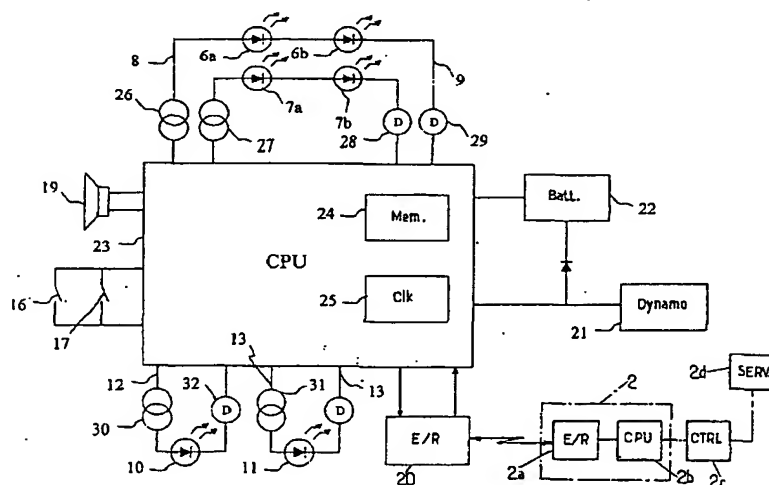 6a
6b
8
9
7a
7b
26
27
28
D
D
29
19
24
Mem.
Batt.
22
23
CPU
16
17
25
Clk
Dynamo
21
12
32
13
31
13
2
2d
SERV
30
D
D
10
11
E/R
20
E/R
CPU
CTRL
2a
2b
2c